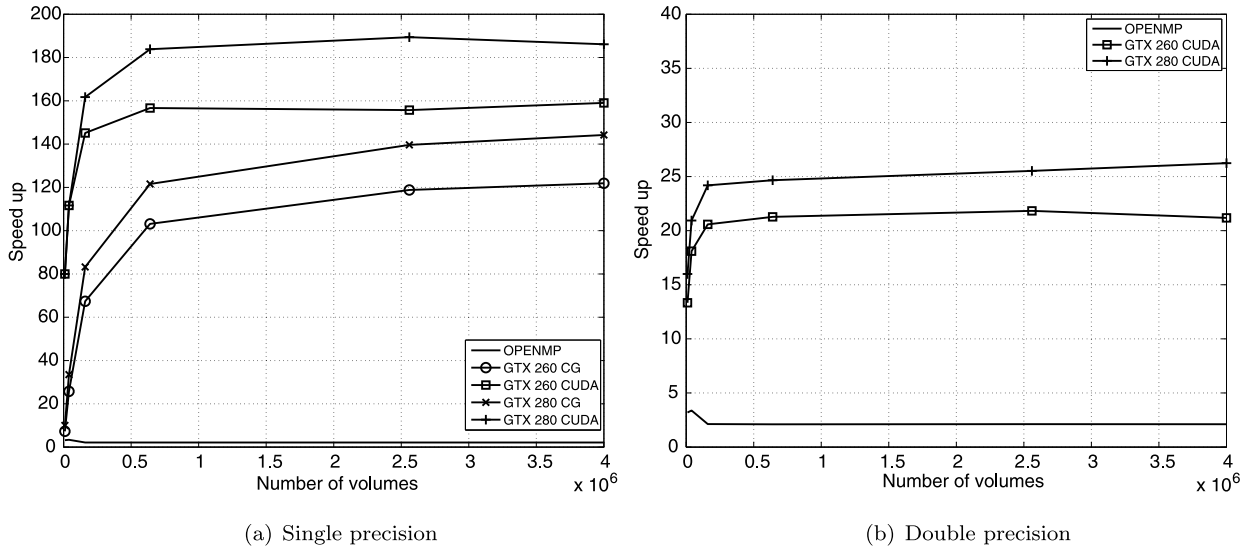 200
180
160
140
120
100
80
60
40
20
0
Speed up
0 0.5 1 1.5 2 2.5 3 3.5 4
Number of volumes
x 10^6
OPENMP
GTX 260 CG
GTX 260 CUDA
GTX 280 CG
GTX 280 CUDA
(a) Single precision
40
35
30
25
20
15
10
5
0
Speed up
0 0.5 1 1.5 2 2.5 3 3.5 4
Number of volumes
x 10^6
OPENMP
GTX 260 CUDA
GTX 280 CUDA
(b) Double precision